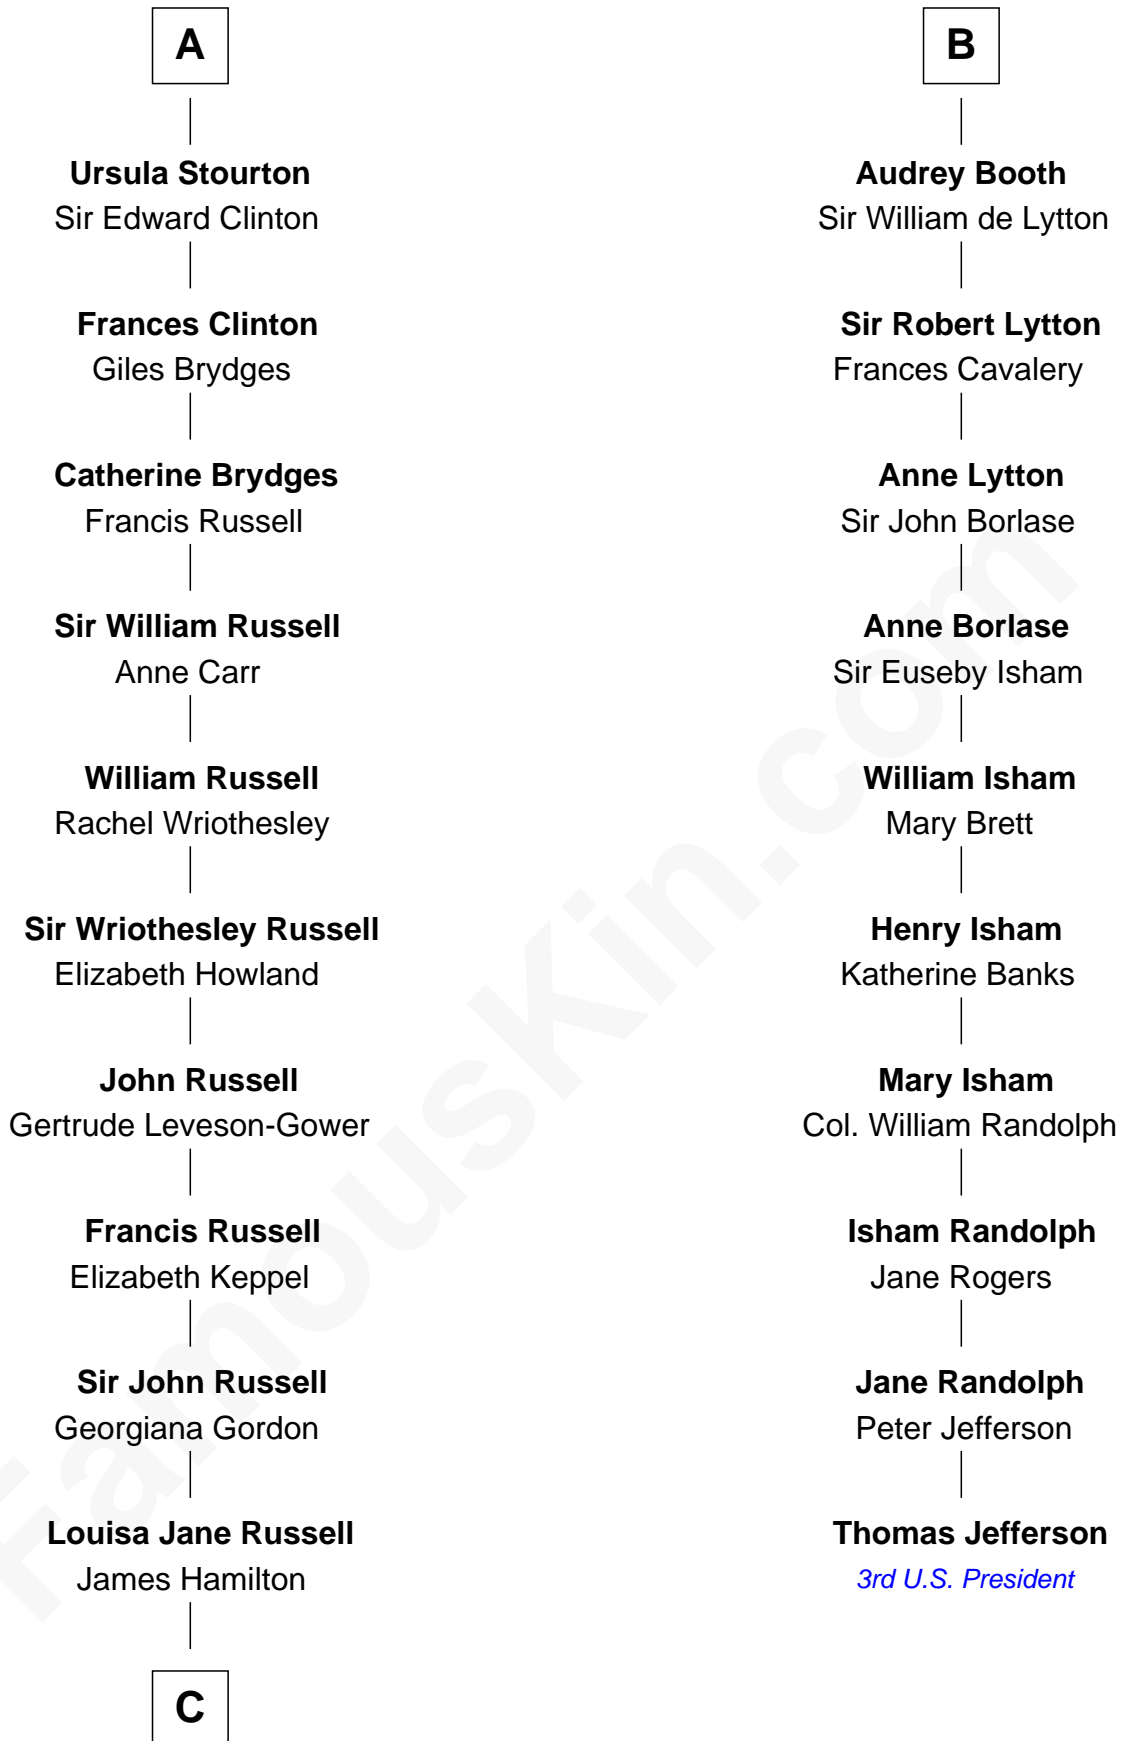 A
Ursula Stourton
Sir Edward Clinton
Frances Clinton
Giles Brydges
Catherine Brydges
Francis Russell
Sir William Russell
Anne Carr
William Russell
Rachel Wriothesley
Sir Wriothesley Russell
Elizabeth Howland
John Russell
Gertrude Leveson-Gower
Francis Russell
Elizabeth Keppel
Sir John Russell
Georgiana Gordon
Louisa Jane Russell
James Hamilton
C
B
Audrey Booth
Sir William de Lytton
Sir Robert Lytton
Frances Cavalery
Anne Lytton
Sir John Borlase
Anne Borlase
Sir Euseby Isham
William Isham
Mary Brett
Henry Isham
Katherine Banks
Mary Isham
Col. William Randolph
Isham Randolph
Jane Rogers
Jane Randolph
Peter Jefferson
Thomas Jefferson
3rd U.S. President
FamousKin.com